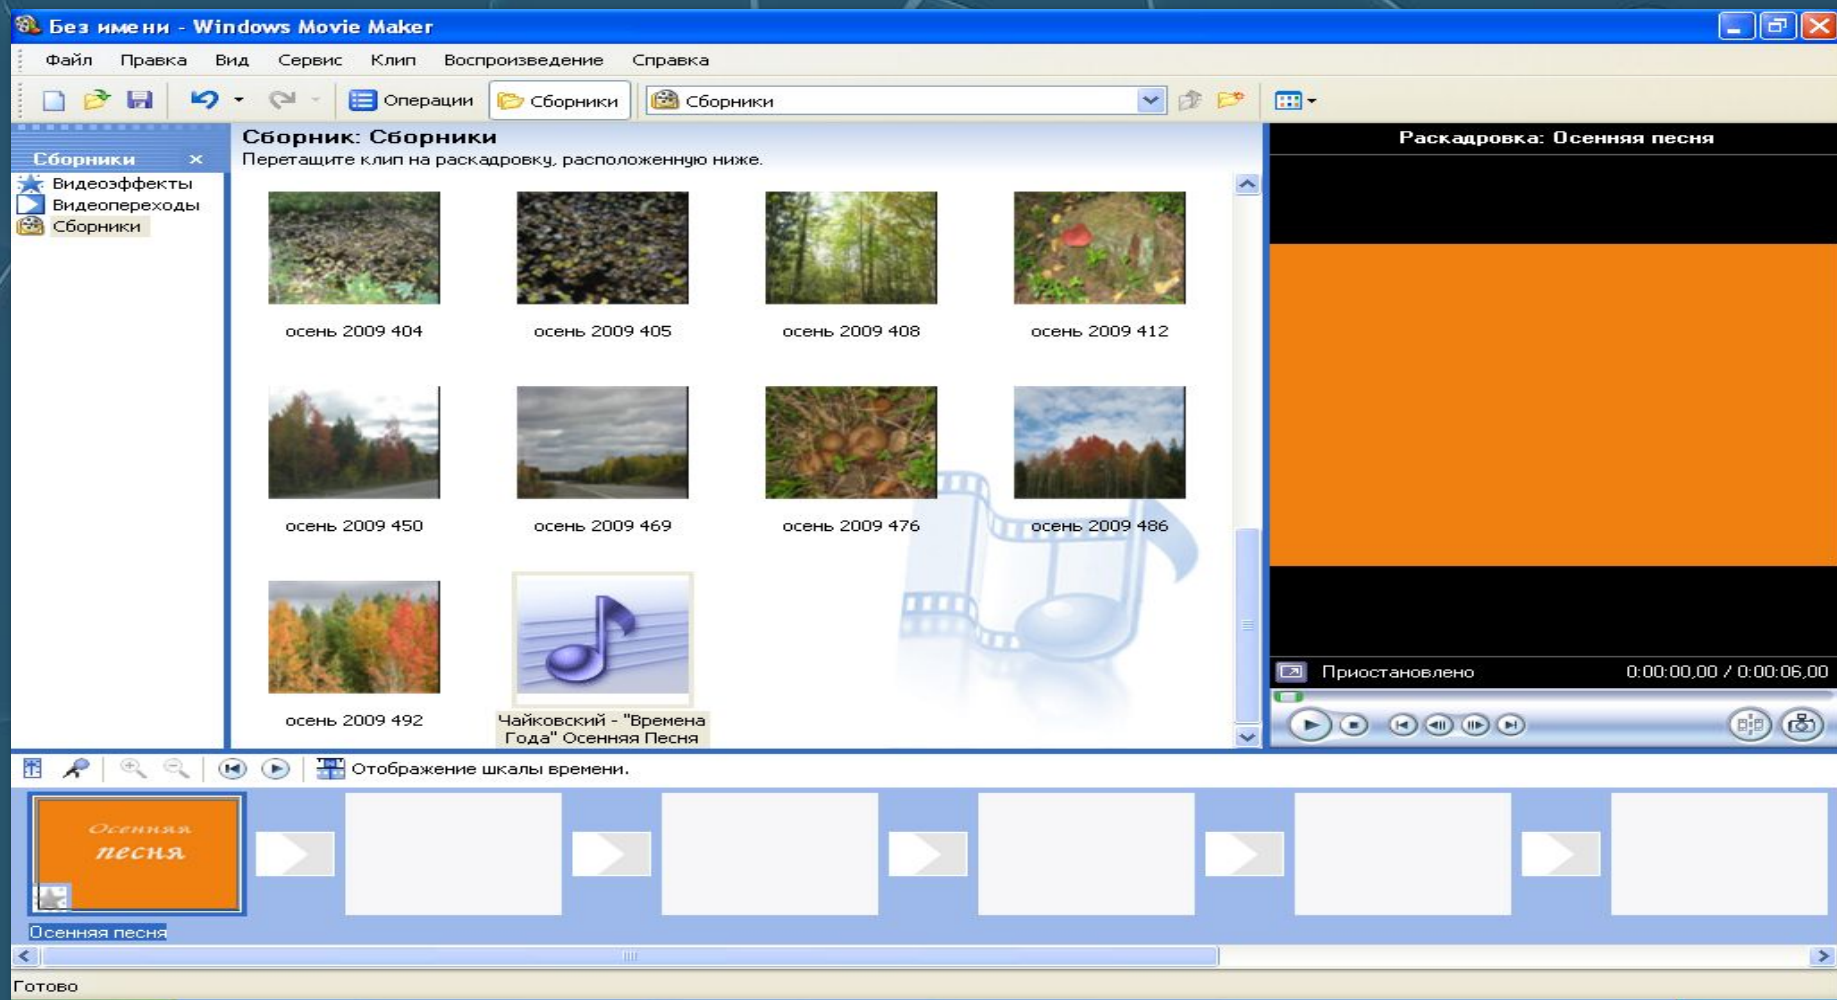 Без имени - Windows Movie Maker
Файл Правка Вид Сервис Клип Воспроизведение Справка
Операции Сборники Сборники
Сборники
Видеоэффекты
Видеопереходы
Сборники
Сборник: Сборники
Перетащите клип на раскадровку, расположенную ниже.
осень 2009 404 осень 2009 405 осень 2009 408 осень 2009 412
осень 2009 450 осень 2009 469 осень 2009 476 осень 2009 486
осень 2009 492
Чайковский - "Времена
Года" Осенняя Песня
Раскадровка: Осенняя песня
Приостановлено 0:00:00,00 / 0:00:06,00
Отображение шкалы времени.
Осенняя
песня
Осенняя песня
Готово